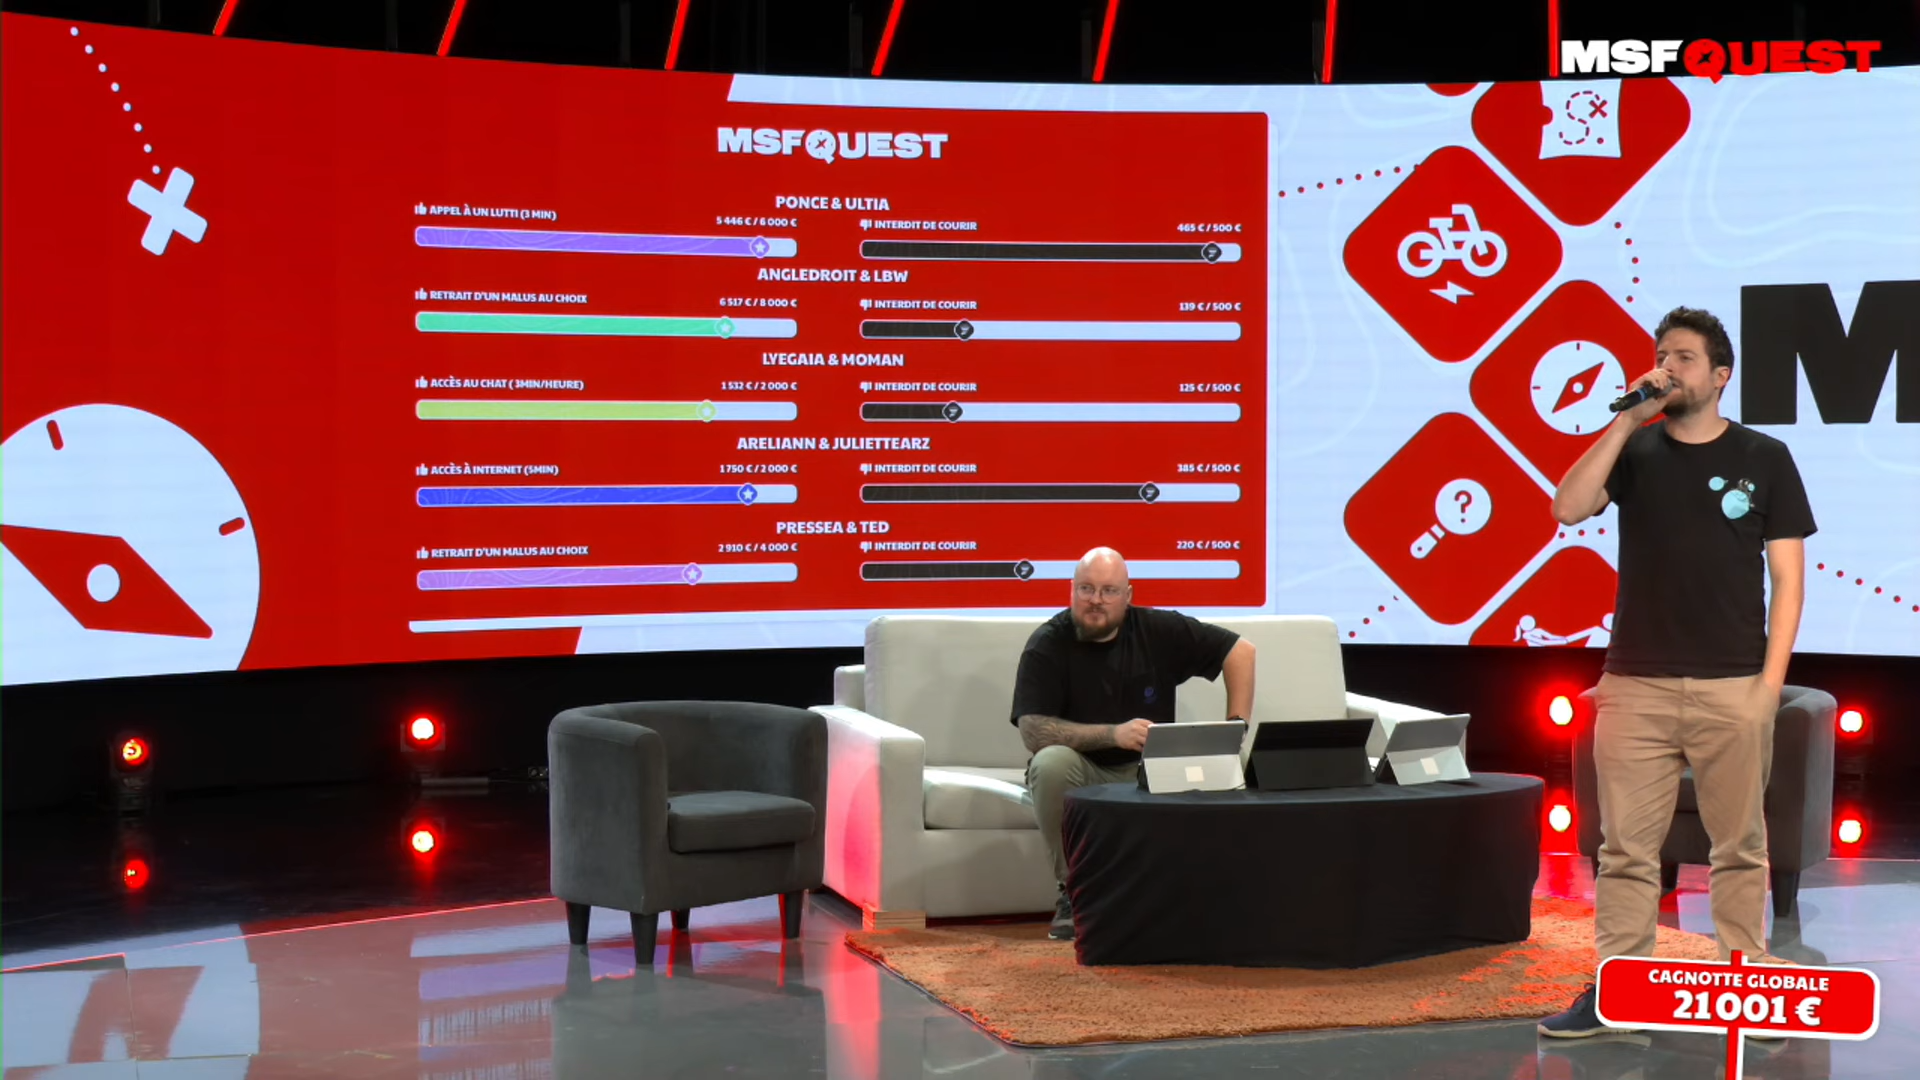 MSFQUEST
MSFQUEST
PONCE & ULTIA
APPEL À UN LUTTI (3 MIN)
5 446 € / 6 000 €
INTERDIT DE COURIR
465 € / 500 €
ANGLEDROIT & LBW
RETRAIT D'UN MALUS AU CHOIX
6 517 € / 8 000 €
INTERDIT DE COURIR
139 € / 500 €
LYEGAIA & MOMAN
ACCÈS AU CHAT ( 3MIN/HEURE)
1 532 € / 2 000 €
INTERDIT DE COURIR
125 € / 500 €
ARELIANN & JULIETTEARZ
ACCÈS À INTERNET (5MIN)
1 750 € / 2 000 €
INTERDIT DE COURIR
385 € / 500 €
PRESSEA & TED
RETRAIT D'UN MALUS AU CHOIX
2 910 € / 4 000 €
INTERDIT DE COURIR
220 € / 500 €
M
CAGNOTTE GLOBALE
21 001 €